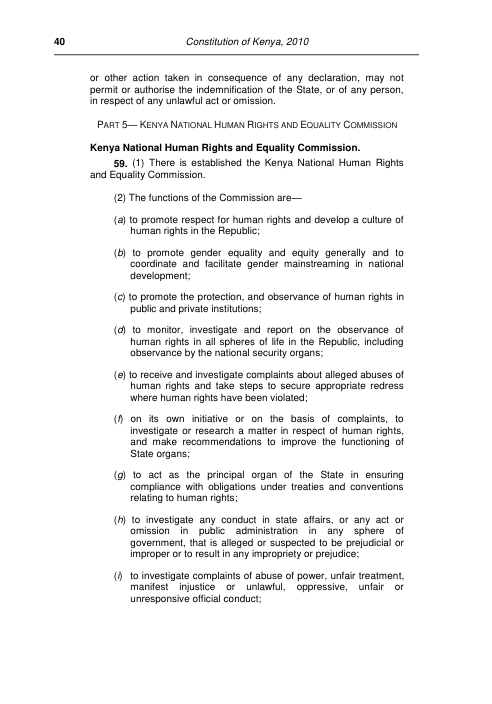 40
Constitution of Kenya, 2010
or other action taken in consequence of any declaration, may not
permit or authorise the indemnification of the State, or of any person,
in respect of any unlawful act or omission.
PART 5— KENYA NATIONAL HUMAN RIGHTS AND EQUALITY COMMISSION
Kenya National Human Rights and Equality Commission.
59. (1) There is established the Kenya National Human Rights
and Equality Commission.
(2) The functions of the Commission are—
(a) to promote respect for human rights and develop a culture of
human rights in the Republic;
(b) to promote gender equality and equity generally and to
coordinate and facilitate gender mainstreaming in national
development;
(c) to promote the protection, and observance of human rights in
public and private institutions;
(d) to monitor, investigate and report on the observance of
human rights in all spheres of life in the Republic, including
observance by the national security organs;
(e) to receive and investigate complaints about alleged abuses of
human rights and take steps to secure appropriate redress
where human rights have been violated;
(f) on its own initiative or on the basis of complaints, to
investigate or research a matter in respect of human rights,
and make recommendations to improve the functioning of
State organs;
(g) to act as the principal organ of the State in ensuring
compliance with obligations under treaties and conventions
relating to human rights;
(h) to investigate any conduct in state affairs, or any act or
omission in public administration in any sphere of
government, that is alleged or suspected to be prejudicial or
improper or to result in any impropriety or prejudice;
(i) to investigate complaints of abuse of power, unfair treatment,
manifest injustice or unlawful, oppressive, unfair or
unresponsive official conduct;